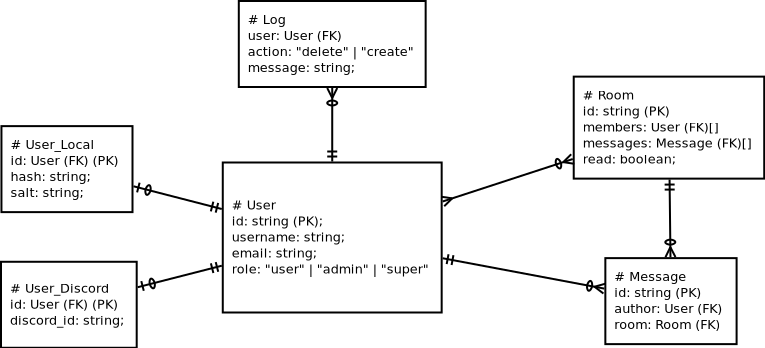 # Log
user: User (FK)
action: "delete" | "create"
message: string;
# Room
id: string (PK)
members: User (FK)[]
messages: Message (FK)[]
read: boolean;
# User_Local
id: User (FK) (PK)
hash: string;
salt: string;
# User
id: string (PK);
username: string;
email: string;
role: "user" | "admin" | "super"
# User_Discord
id: User (FK) (PK)
discord_id: string;
# Message
id: string (PK)
author: User (FK)
room: Room (FK)